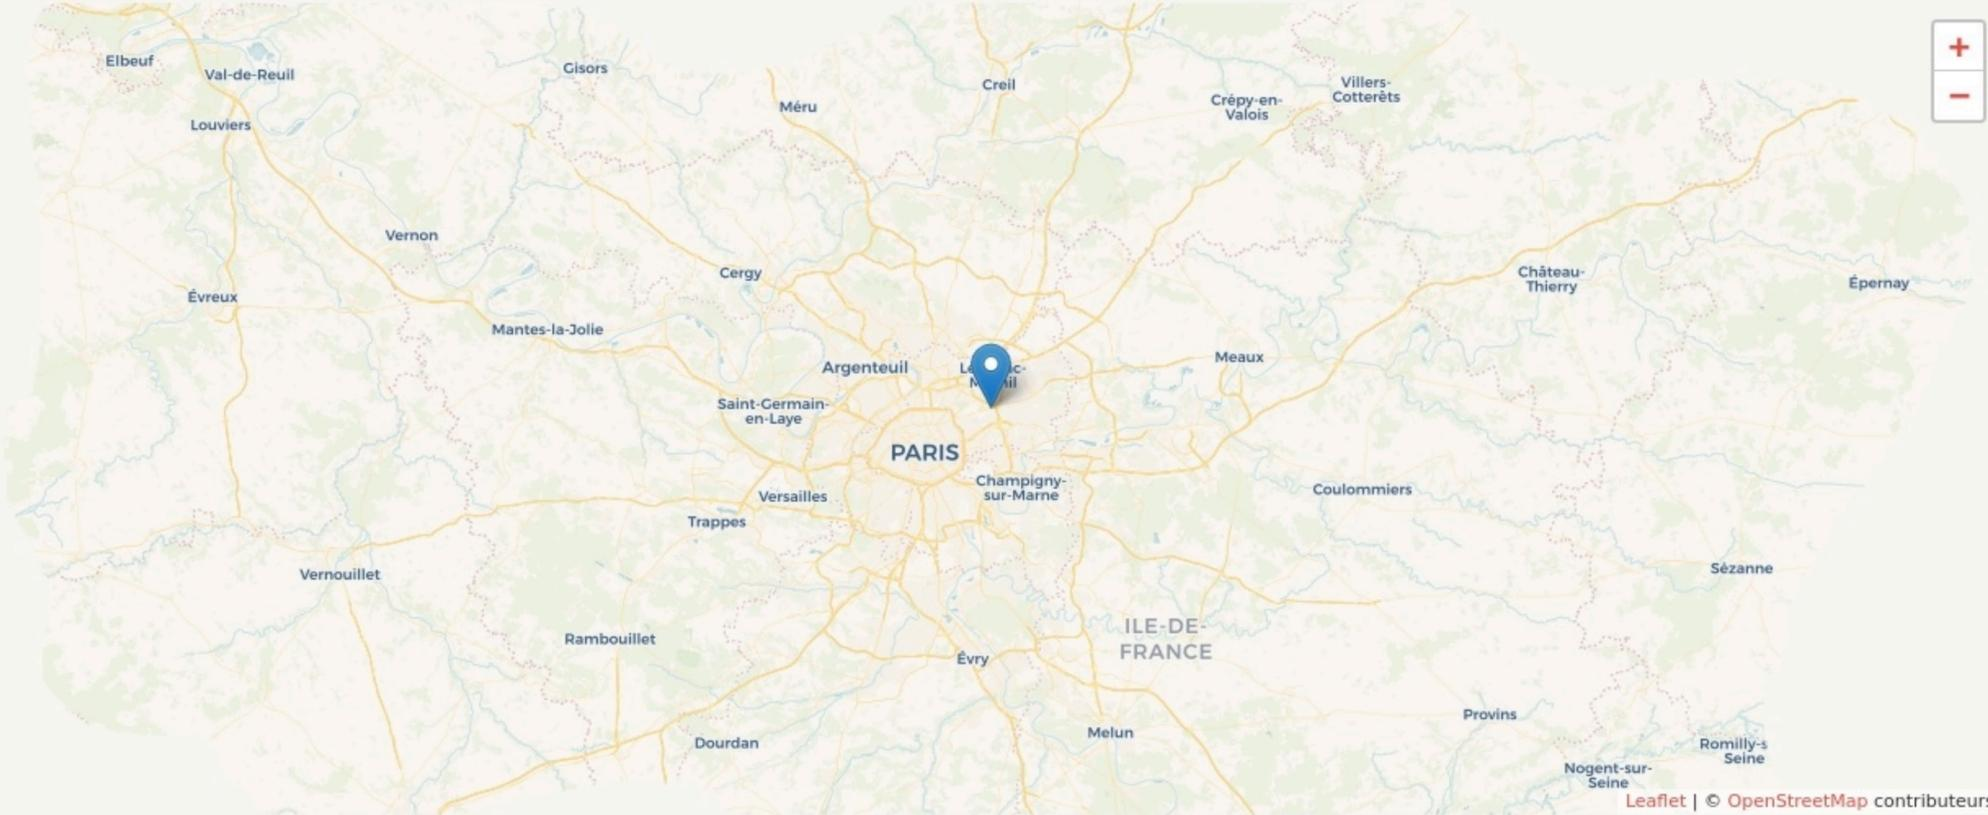 Elbeuf
Val-de-Reuil
Gisors
Creil
Villers-
Cotterêts
Crépy-en-
Valois
Méru
Louviers
Vernon
Cergy
Château-
Thierry
Épernay
Évreux
Mantes-la-Jolie
Meaux
Argenteuil
Saint-Germain-
en-Laye
PARIS
Champigny-
sur-Marne
Coulommiers
Versailles
Trappes
Sézanne
Vernouillet
ILE-DE-
FRANCE
Rambouillet
Évry
Provins
Melun
Dourdan
Romilly-s
Seine
Nogent-sur-
Seine
+
−
Leaflet | © OpenStreetMap contributeurs